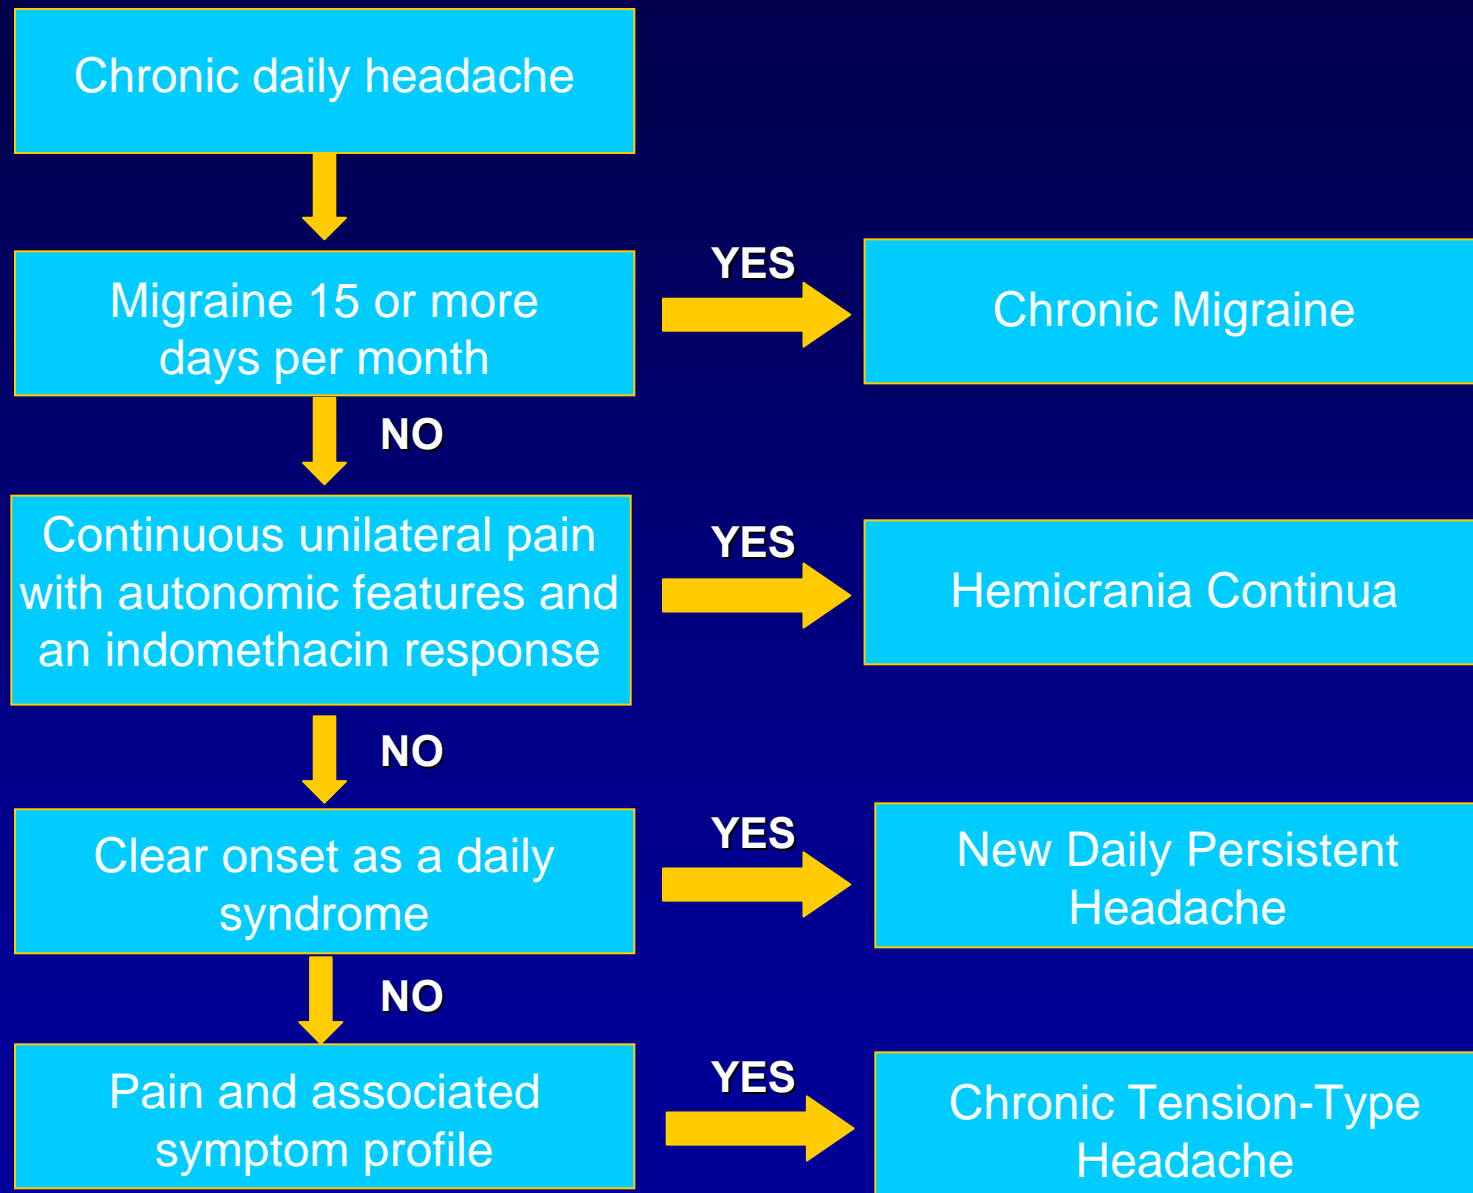 Chronic daily headache
Migraine 15 or more
days per month
YES
Chronic Migraine
NO
Continuous unilateral pain
with autonomic features and
an indomethacin response
YES
Hemicrania Continua
NO
Clear onset as a daily
syndrome
YES
New Daily Persistent
Headache
NO
Pain and associated
symptom profile
YES
Chronic Tension-Type
Headache